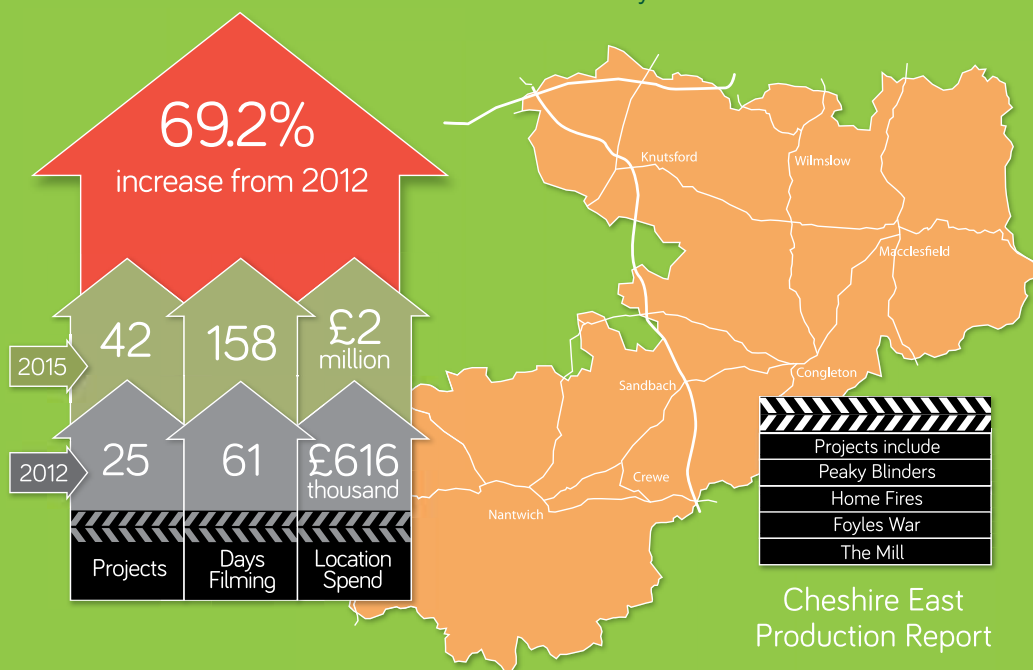 69.2%
increase from 2012
2015
42
158
£2
million
2012
25
61
£616
thousand
Projects
Days
Filming
Location
Spend
Knutsford
Wilmslow
Macclesfield
Congleton
Sandbach
Crewe
Nantwich
Projects include
Peaky Blinders
Home Fires
Foyles War
The Mill
Cheshire East
Production Report